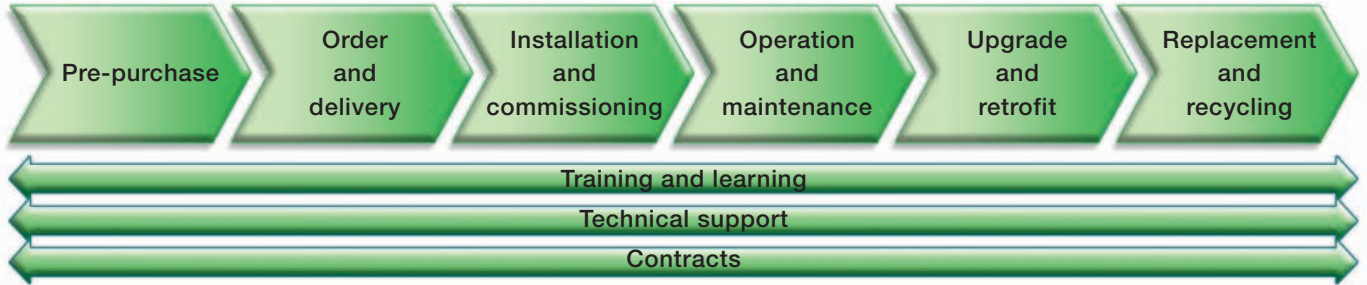 Pre-purchase
Order
and
delivery
Installation
and
commissioning
Operation
and
maintenance
Upgrade
and
retrofit
Replacement
and
recycling
Training and learning
Technical support
Contracts